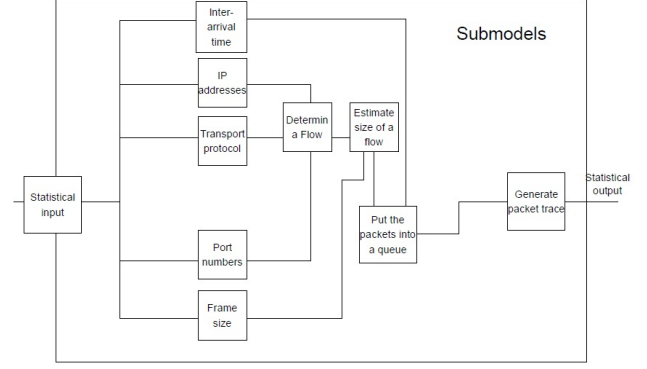 Inter-
arrival
time
Submodels
IP
addresses
Determin
a Flow
Estimate
size of a
flow
Transport
protocol
Statistical
input
Generate
packet trace
Statistical
output
Put the
packets into
a queue
Port
numbers
Frame
size